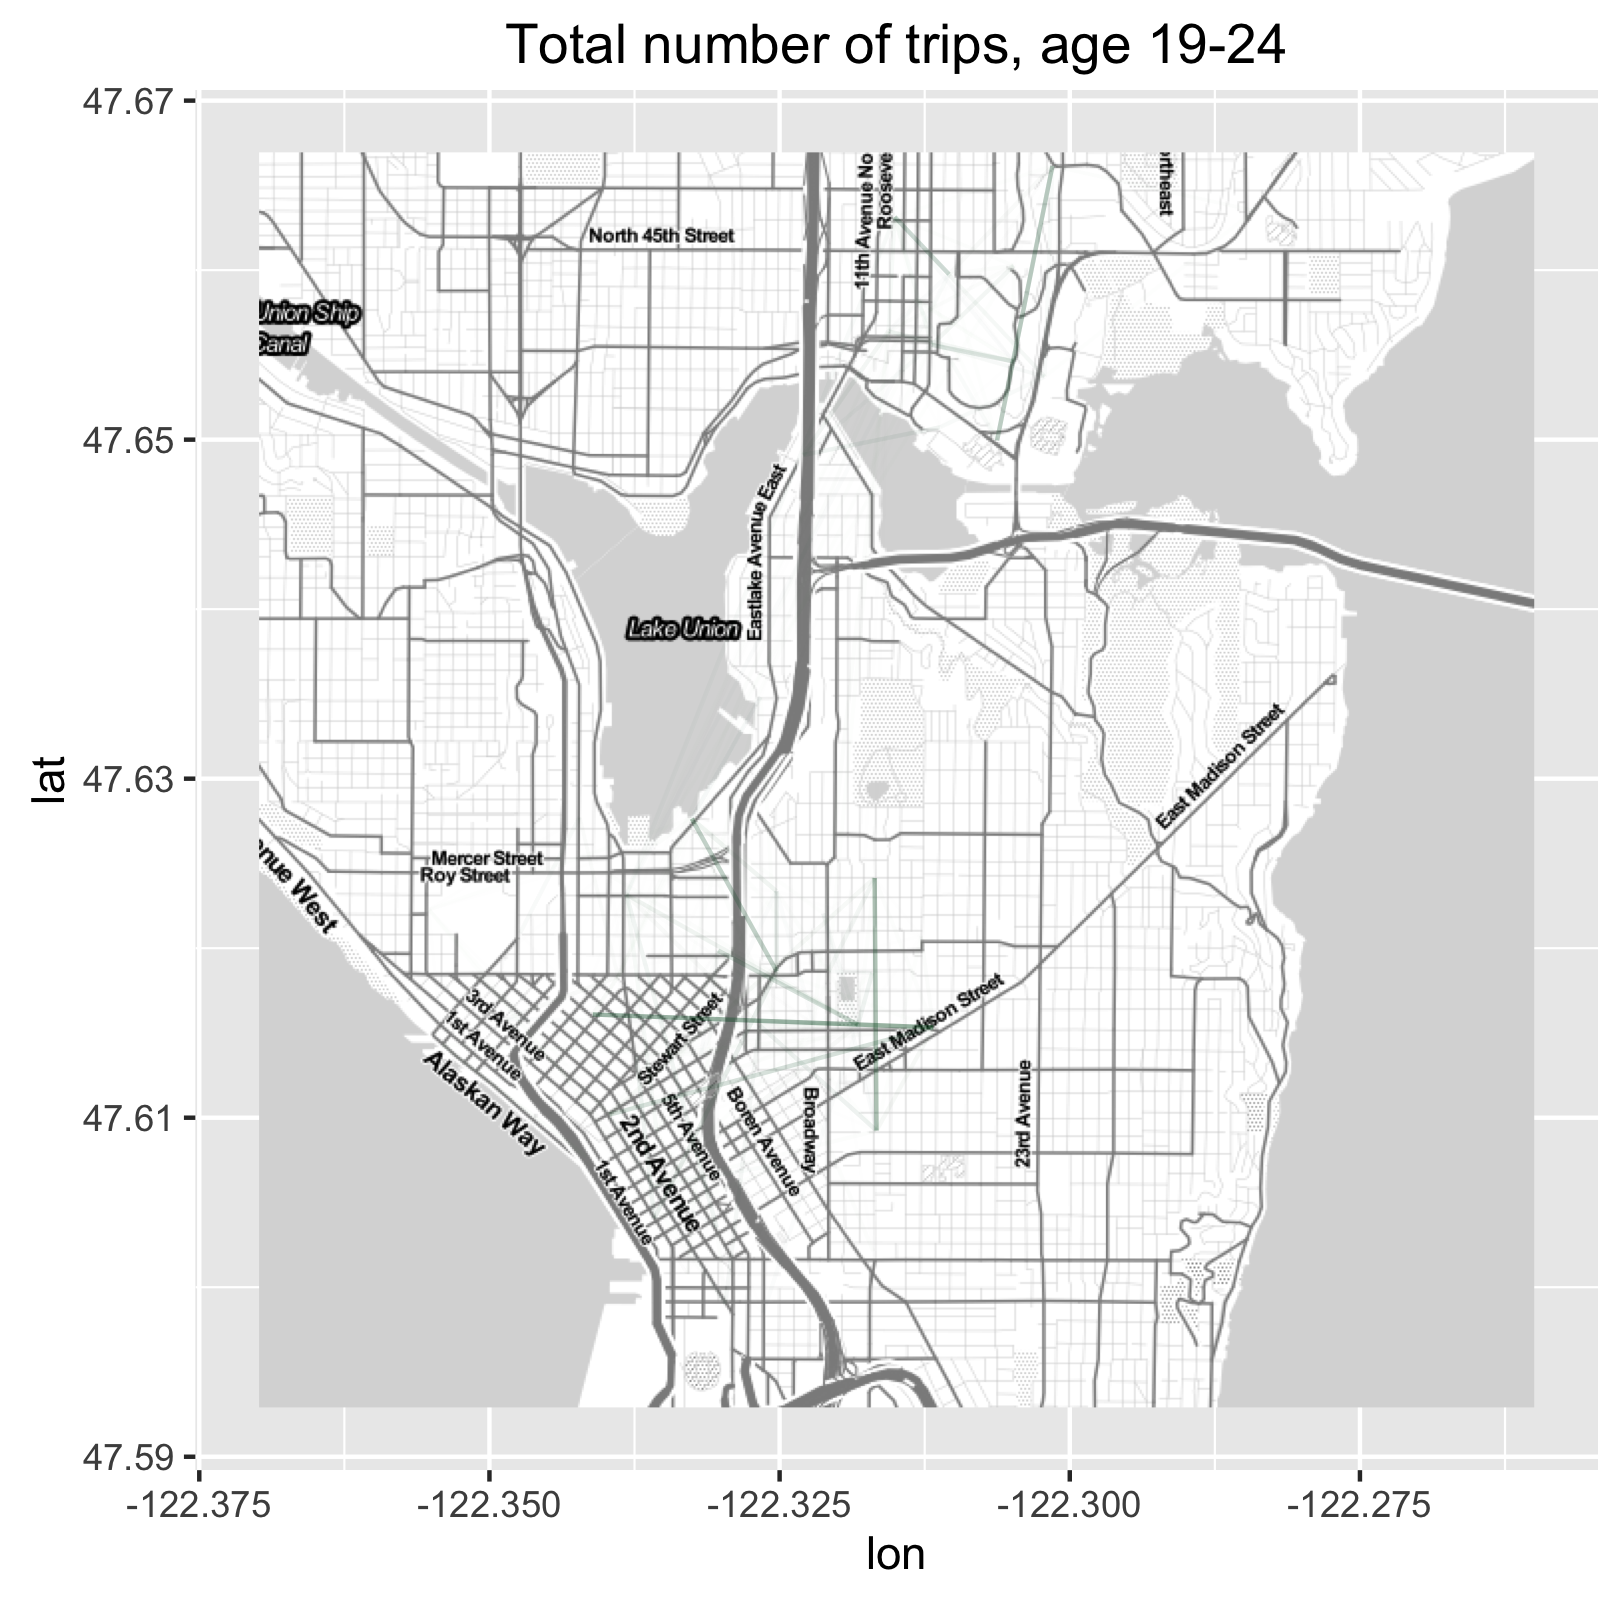 Total number of trips, age 19-24
47.67
47.65
47.63
47.61
47.59
lat
11th Avenue No
Rooseve
rtheast
North 45th Street
Union Ship
Canal
Eastlake Avenue East
Lake Union
East Madison Street
Mercer Street
Roy Street
nue West
3rd Avenue
1st Avenue
Stewart Street
East Madison Street
Alaskan Way
5th Avenue
Boren Avenue
Broadway
23rd Avenue
2nd Avenue
1st Avenue
-122.375
-122.350
-122.325
-122.300
-122.275
lon